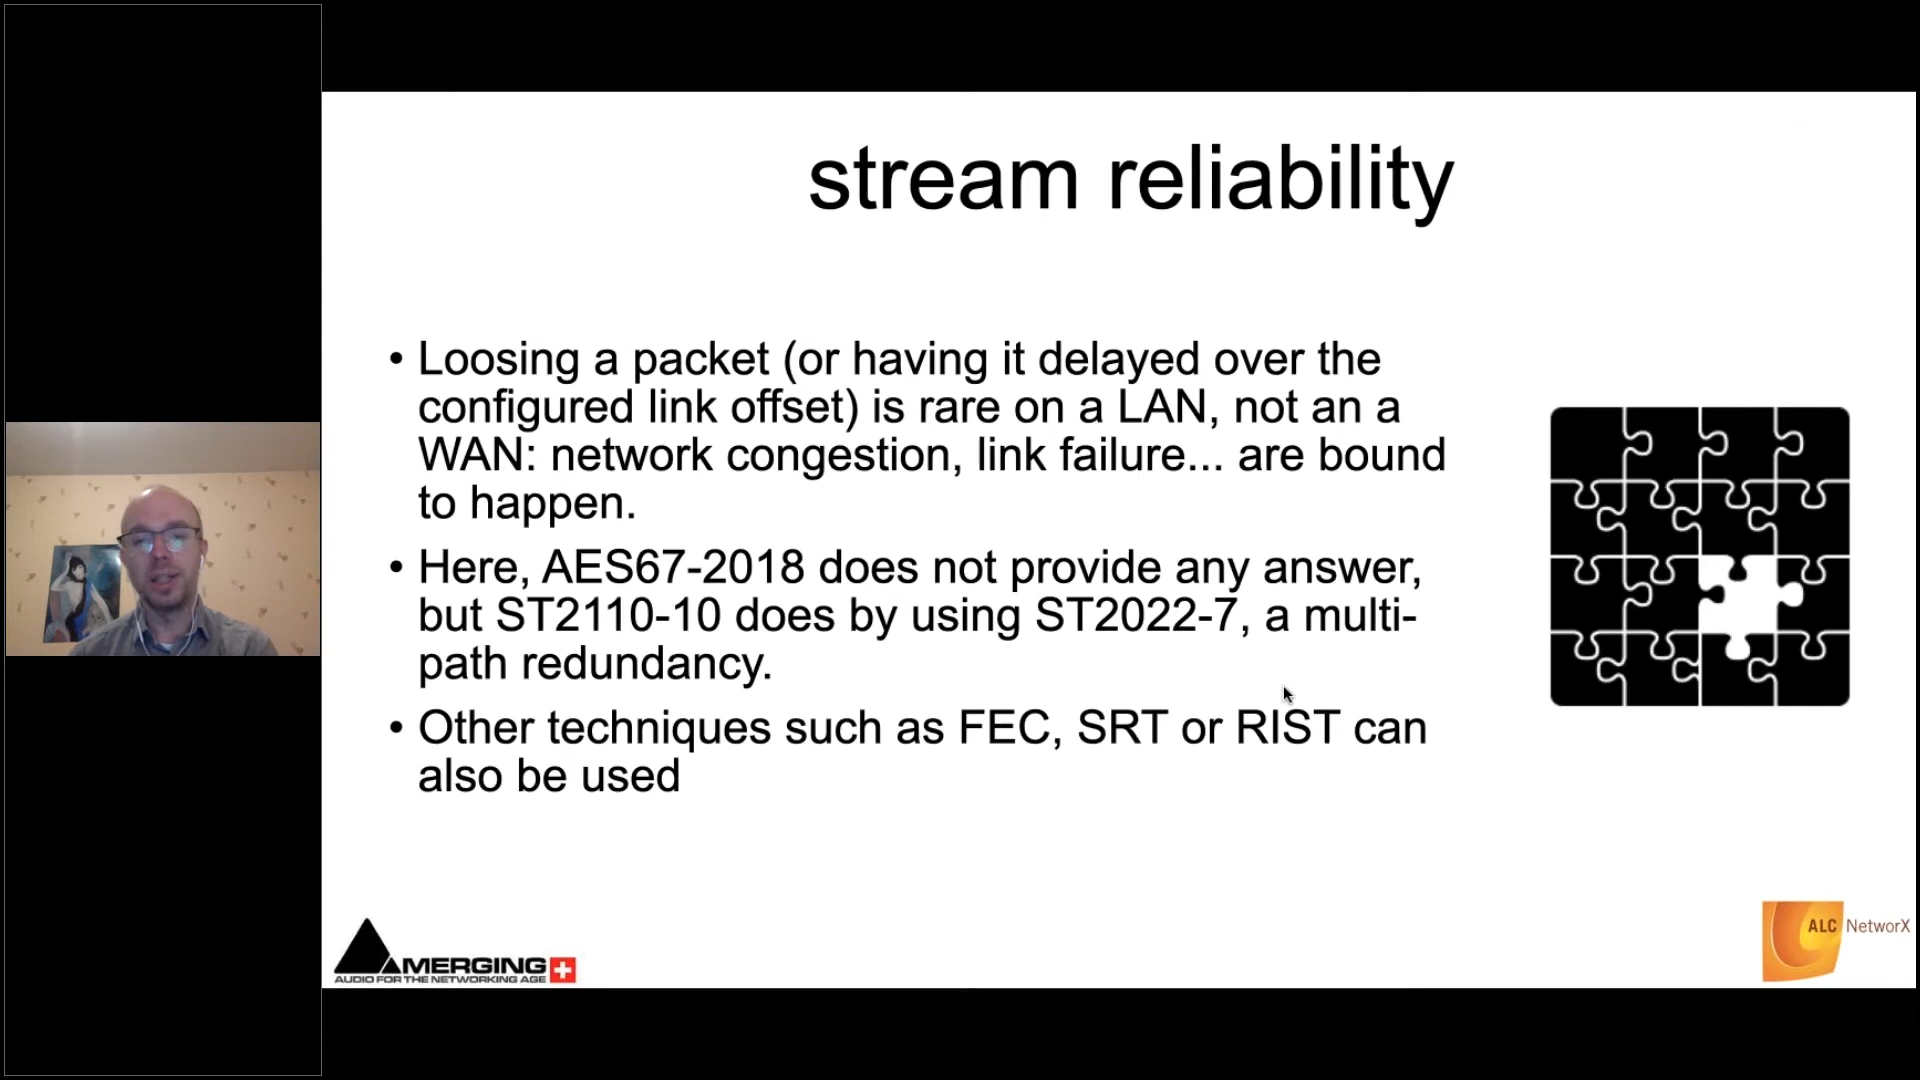 stream reliability
• Loosing a packet (or having it delayed over the
configured link offset) is rare on a LAN, not an a
WAN: network congestion, link failure... are bound
to happen.
• Here, AES67-2018 does not provide any answer,
but ST2110-10 does by using ST2022-7, a multi-
path redundancy.
• Other techniques such as FEC, SRT or RIST can
also be used
MERGING
AUDIO FOR THE NETWORKING AGE
ALC NetworX